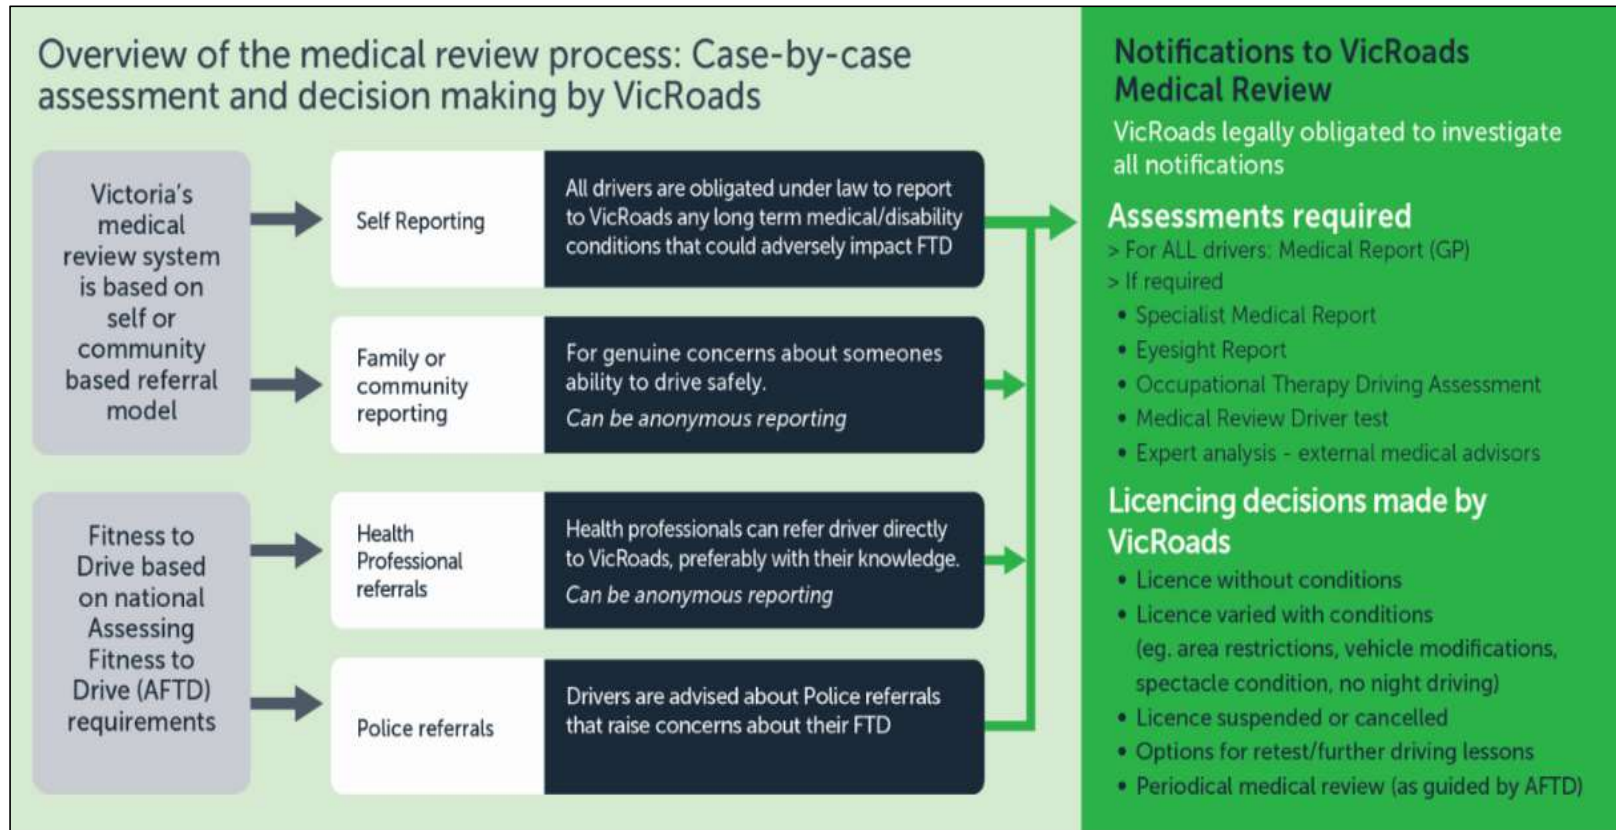 Overview of the medical review process: Case-by-case
assessment and decision making by VicRoads
Victoria's
medical
review system
is based on
self or
community
based referral
model
Self Reporting
All drivers are obligated under law to report
to VicRoads any long term medical/disability
conditions that could adversely impact FTD
Family or
community
reporting
For genuine concerns about someones
ability to drive safely.
Can be anonymous reporting
Fitness to
Drive based
on national
Assessing
Fitness to
Drive (AFTD)
requirements
Health
Professional
referrals
Health professionals can refer driver directly
to VicRoads, preferably with their knowledge.
Can be anonymous reporting
Police referrals
Drivers are advised about Police referrals
that raise concerns about their FTD
Notifications to VicRoads
Medical Review
VicRoads legally obligated to investigate
all notifications
Assessments required
> For ALL drivers: Medical Report (GP)
> If required
• Specialist Medical Report
• Eyesight Report
• Occupational Therapy Driving Assessment
• Medical Review Driver test
• Expert analysis - external medical advisors
Licencing decisions made by
VicRoads
• Licence without conditions
• Licence varied with conditions
(eg. area restrictions, vehicle modifications,
spectacle condition, no night driving)
• Licence suspended or cancelled
• Options for retest/further driving lessons
• Periodical medical review (as guided by AFTD)